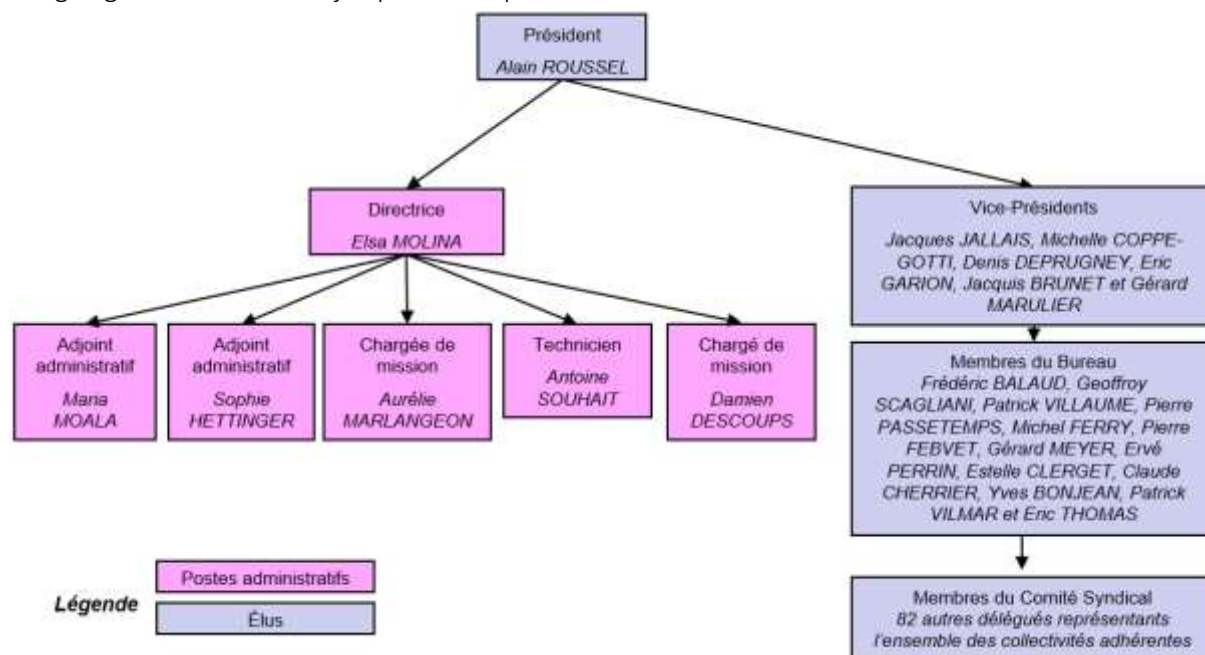 Président
Alain ROUSSEL
Directrice
Elsa MOLINA
Vice-Présidents
Jacques JALLAIS, Michelle COPPE-
GOTTI, Denis DEPRUGNEY, Eric
GARION, Jacquis BRUNET et Gérard
MARULIER
Adjoint
administratif
Maria
MOALA
Adjoint
administratif
Sophie
HETTINGER
Chargée de
mission
Aurélie
MARLANGEON
Technicien
Antoine
SOUHAIT
Chargé de
mission
Damien
DESCOUPS
Membres du Bureau
Frédéric BALAUD, Geoffroy
SCAGLIANI, Patrick VILLAUME, Pierre
PASSETEMPS, Michel FERRY, Pierre
FEBVET, Gérard MEYER, Ervé
PERRIN, Estelle CLERGET, Claude
CHERRIER, Yves BONJEAN, Patrick
VILMAR et Eric THOMAS
Légende
Postes administratifs
Élus
Membres du Comité Syndical
82 autres délégués représentants
l'ensemble des collectivités adhérentes